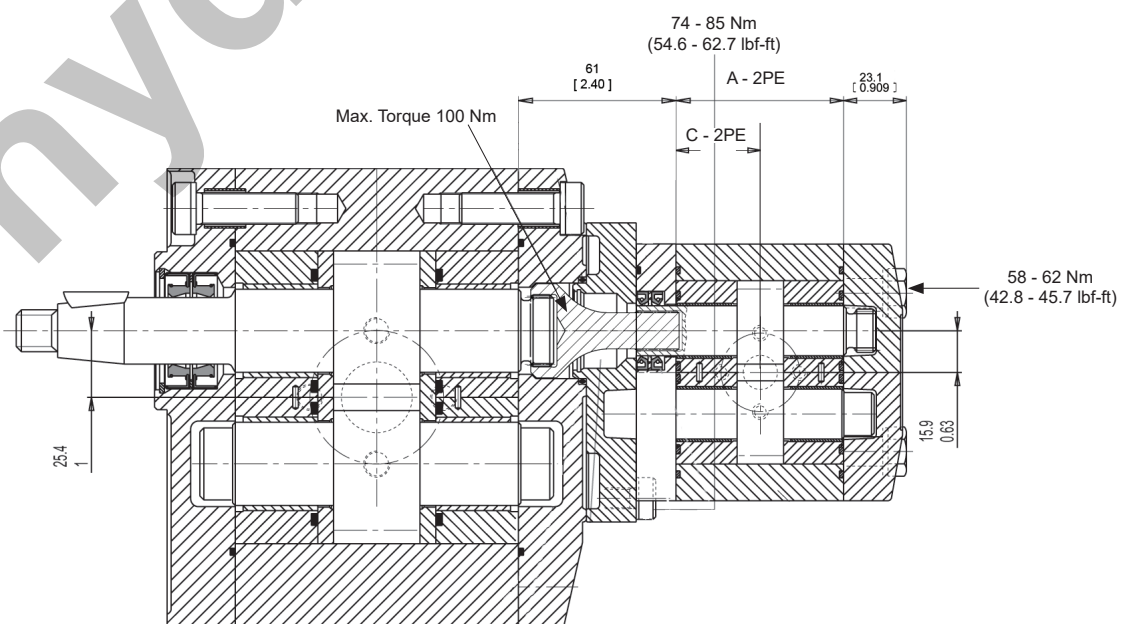 74 - 85 Nm
(54.6 - 62.7 lbf-ft)
61
[ 2.40 ]
A - 2PE
23.1
[ 0.909 ]
Max. Torque 100 Nm
C - 2PE
58 - 62 Nm
(42.8 - 45.7 lbf-ft)
25.4
1
15.9
0.63
nyd